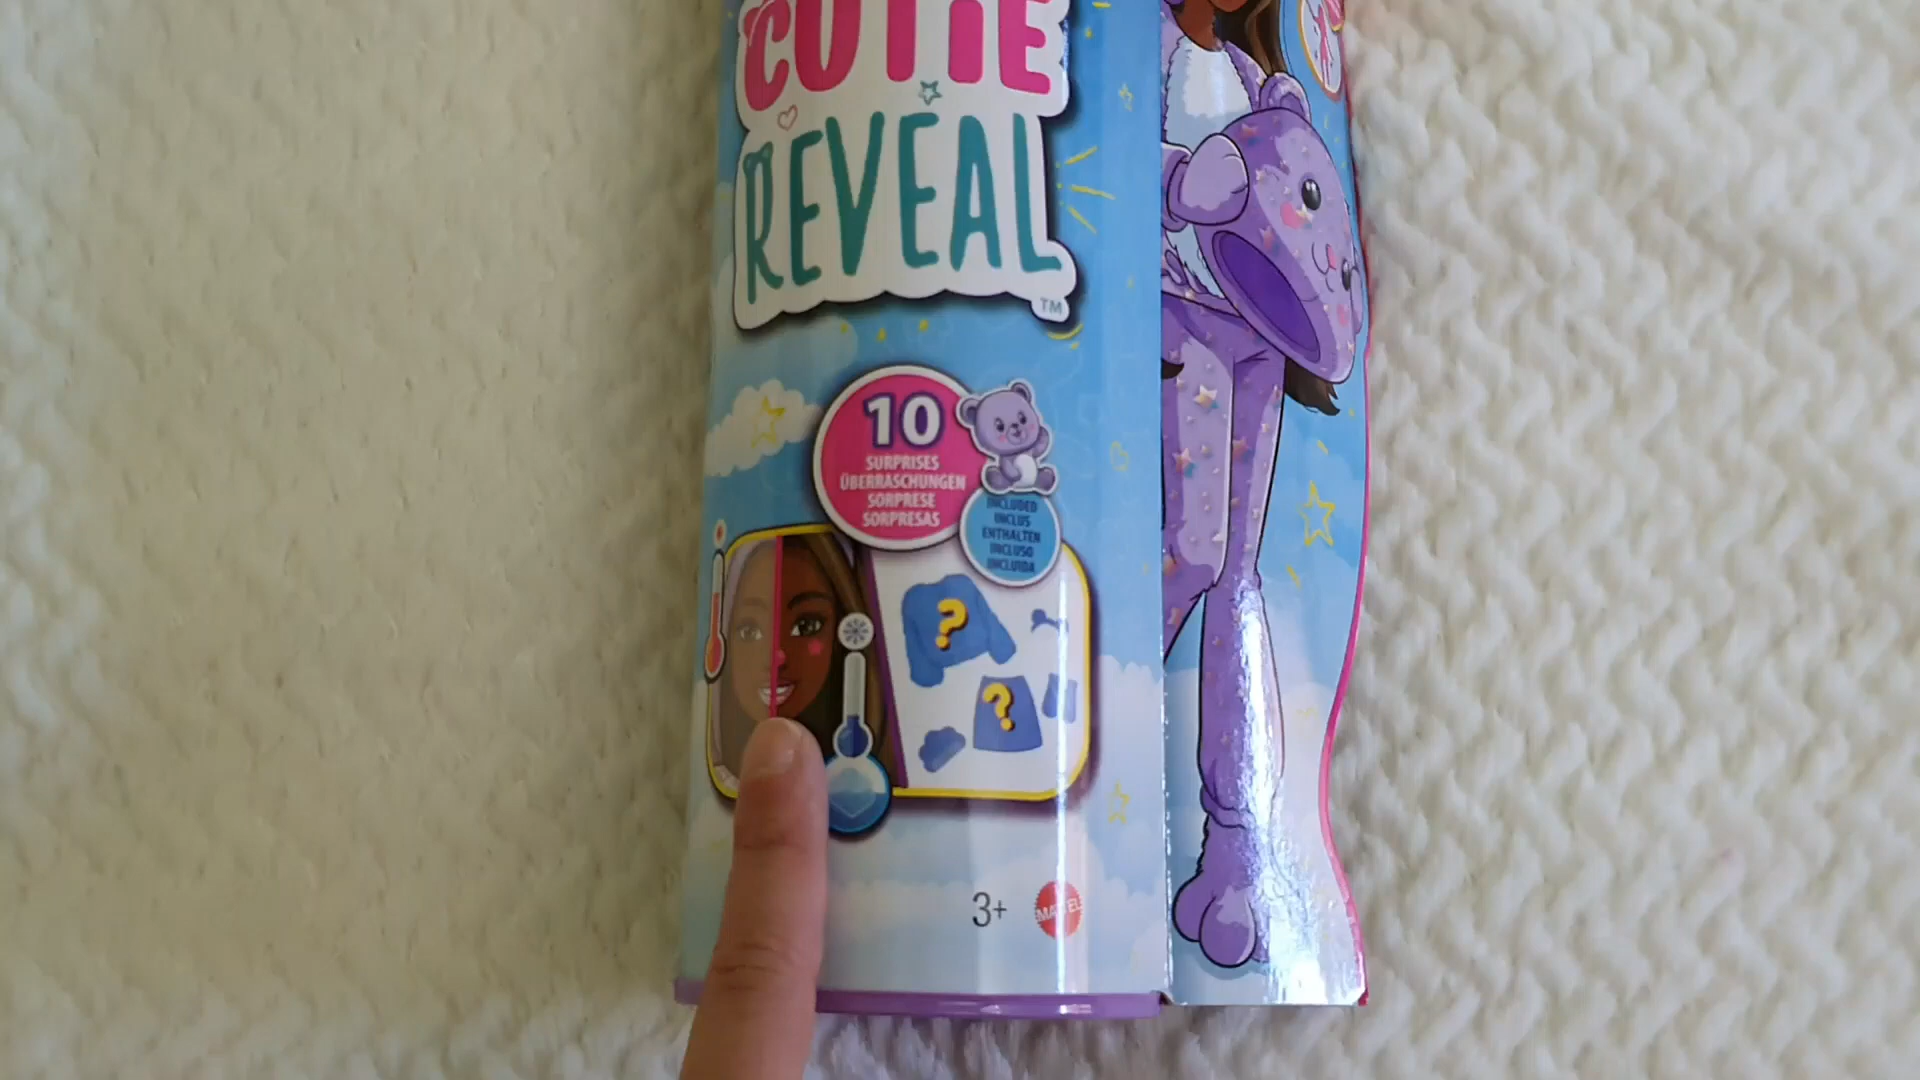 CUTiE
REVEAL
TM
10
SURPRISES
ÜBERRASCHUNGEN
SORPRESE
SORPRESAS
INCLUDED
INCLUS
ENTHALTEN
INCLUSO
INCLUIDA
?
?
3+
MATTEL